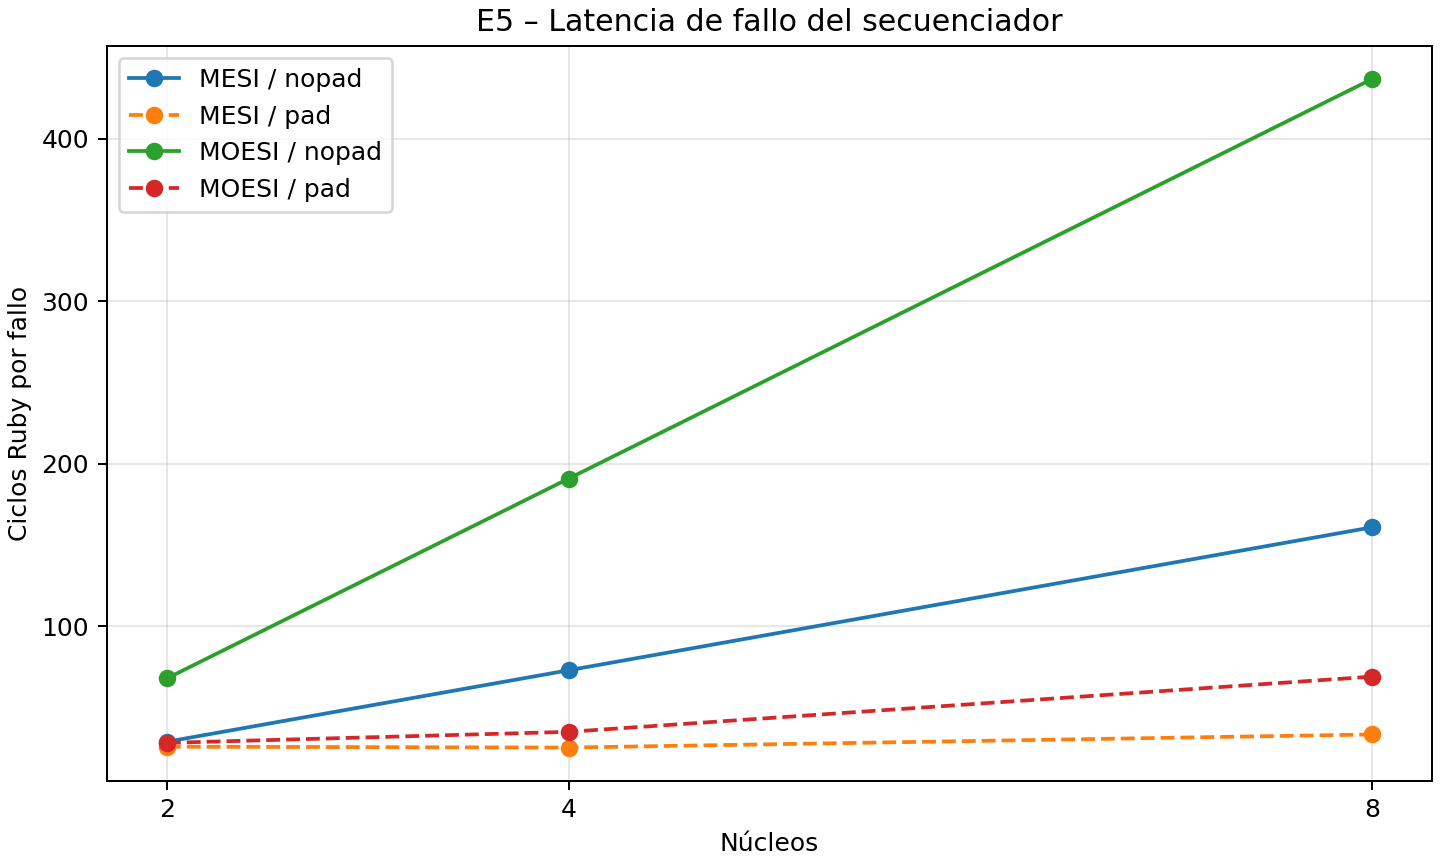 E5 – Latencia de fallo del secuenciador
MESI / nopad
MESI / pad
MOESI / nopad
MOESI / pad
400
300
200
100
Ciclos Ruby por fallo
2
4
8
Núcleos